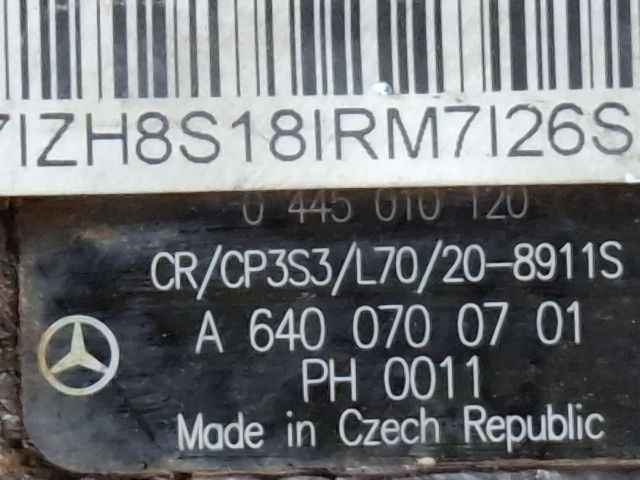 7IZH8S18IRM7I26S
0 445 010 120
CR/CP3S3/L70/20-8911S
A 640 070 07 01
PH 0011
Made in Czech Republic